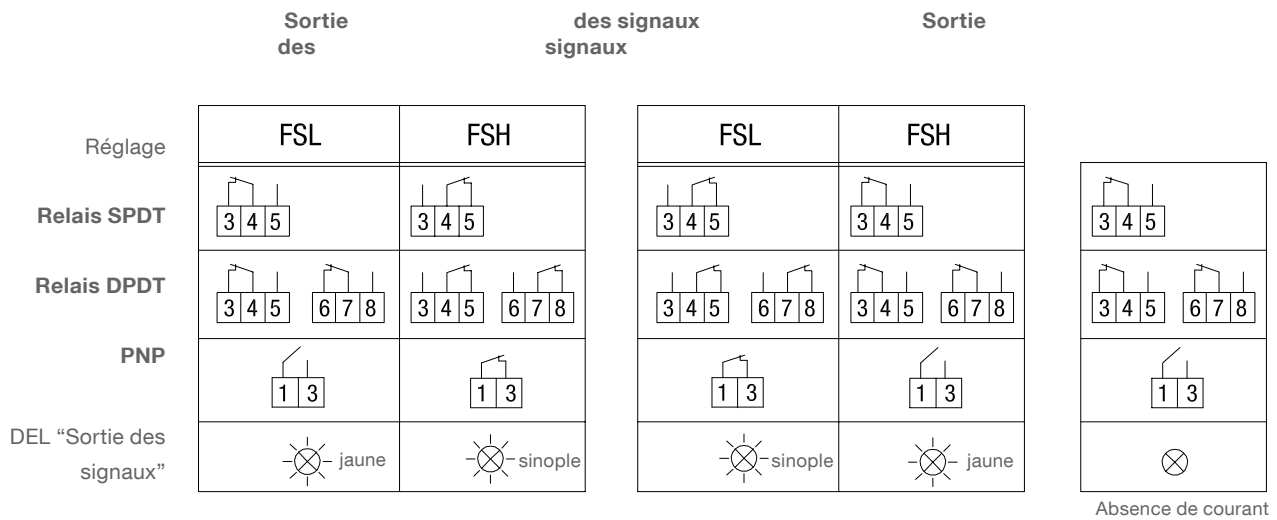 Sortie des signaux Sortie
des signaux
FSL FSH FSL FSH
Réglage
Relais SPDT 3 4 5 3 4 5 3 4 5 3 4 5 3 4 5
Relais DPDT 3 4 5 6 7 8 3 4 5 6 7 8 3 4 5 6 7 8 3 4 5 6 7 8 3 4 5 6 7 8
PNP 1 3 1 3 1 3 1 3 1 3
DEL “Sortie des
signaux” jaune sinople sinople jaune
Absence de courant